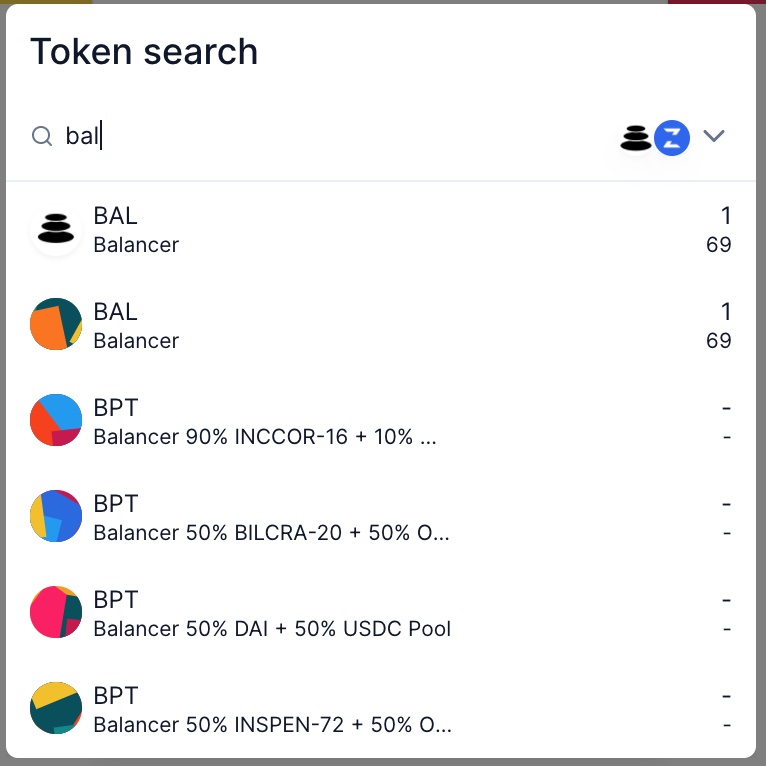 Token search
bal
BAL 1
Balancer 69
BAL 1
Balancer 69
BPT -
Balancer 90% INCCOR-16 + 10% ... -
BPT -
Balancer 50% BILCRA-20 + 50% O... -
BPT -
Balancer 50% DAI + 50% USDC Pool -
BPT -
Balancer 50% INSPEN-72 + 50% O... -